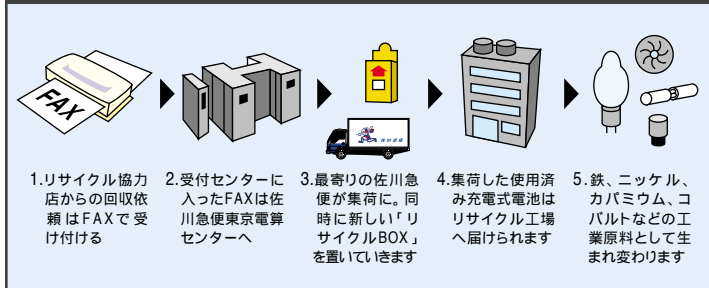 FAX
1.リサイクル協力
店からの回収依
頼はFAXで受
け付ける
2.受付センターに
入ったFAXは佐
川急便東京電算
センターへ
3.最寄りの佐川急
便が集荷に。同
時に新しい「リ
サイクルBOX」
を置いていきます
4.集荷した使用済
み充電式電池は
リサイクル工場
へ届けられます
5.鉄、ニッケル、
カバミウム、コ
バルトなどの工
業原料として生
まれ変わります